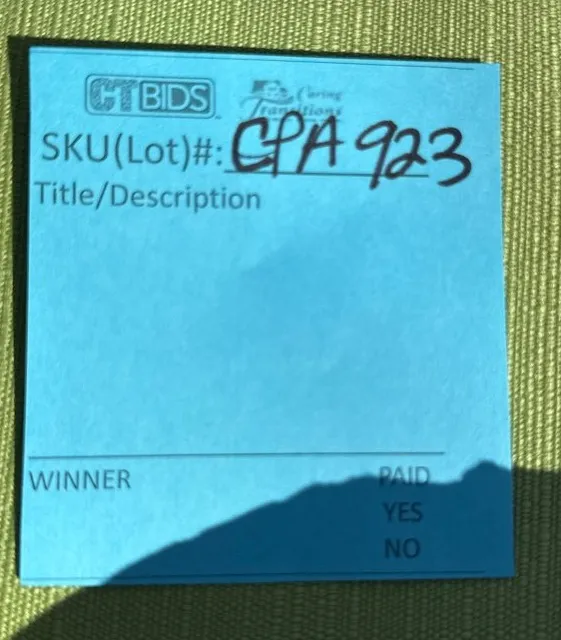 CTBIDS
Caring
Transitions
SKU(Lot)#: CPA 923
Title/Description
WINNER PAID
YES
NO